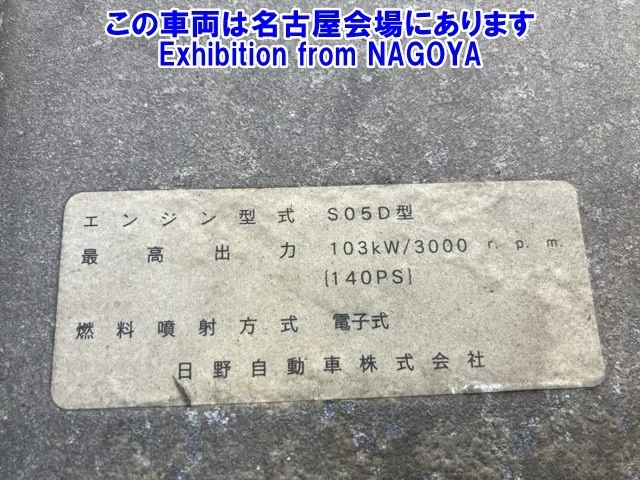 この車両は名古屋会場にあります
Exhibition from NAGOYA
エンジン型式 S05D型
最高出力 103kW/3000 r.p.m.
{140PS}
燃料噴射方式 電子式
日野自動車株式会社